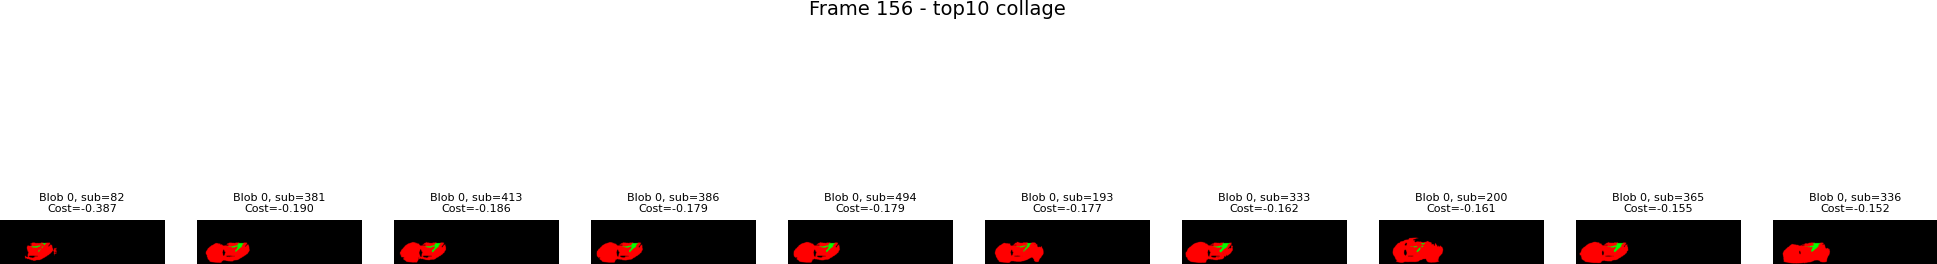 Frame 156 - top10 collage
Blob 0, sub=82
Cost=-0.387
Blob 0, sub=381
Cost=-0.190
Blob 0, sub=413
Cost=-0.186
Blob 0, sub=386
Cost=-0.179
Blob 0, sub=494
Cost=-0.179
Blob 0, sub=193
Cost=-0.177
Blob 0, sub=333
Cost=-0.162
Blob 0, sub=200
Cost=-0.161
Blob 0, sub=365
Cost=-0.155
Blob 0, sub=336
Cost=-0.152